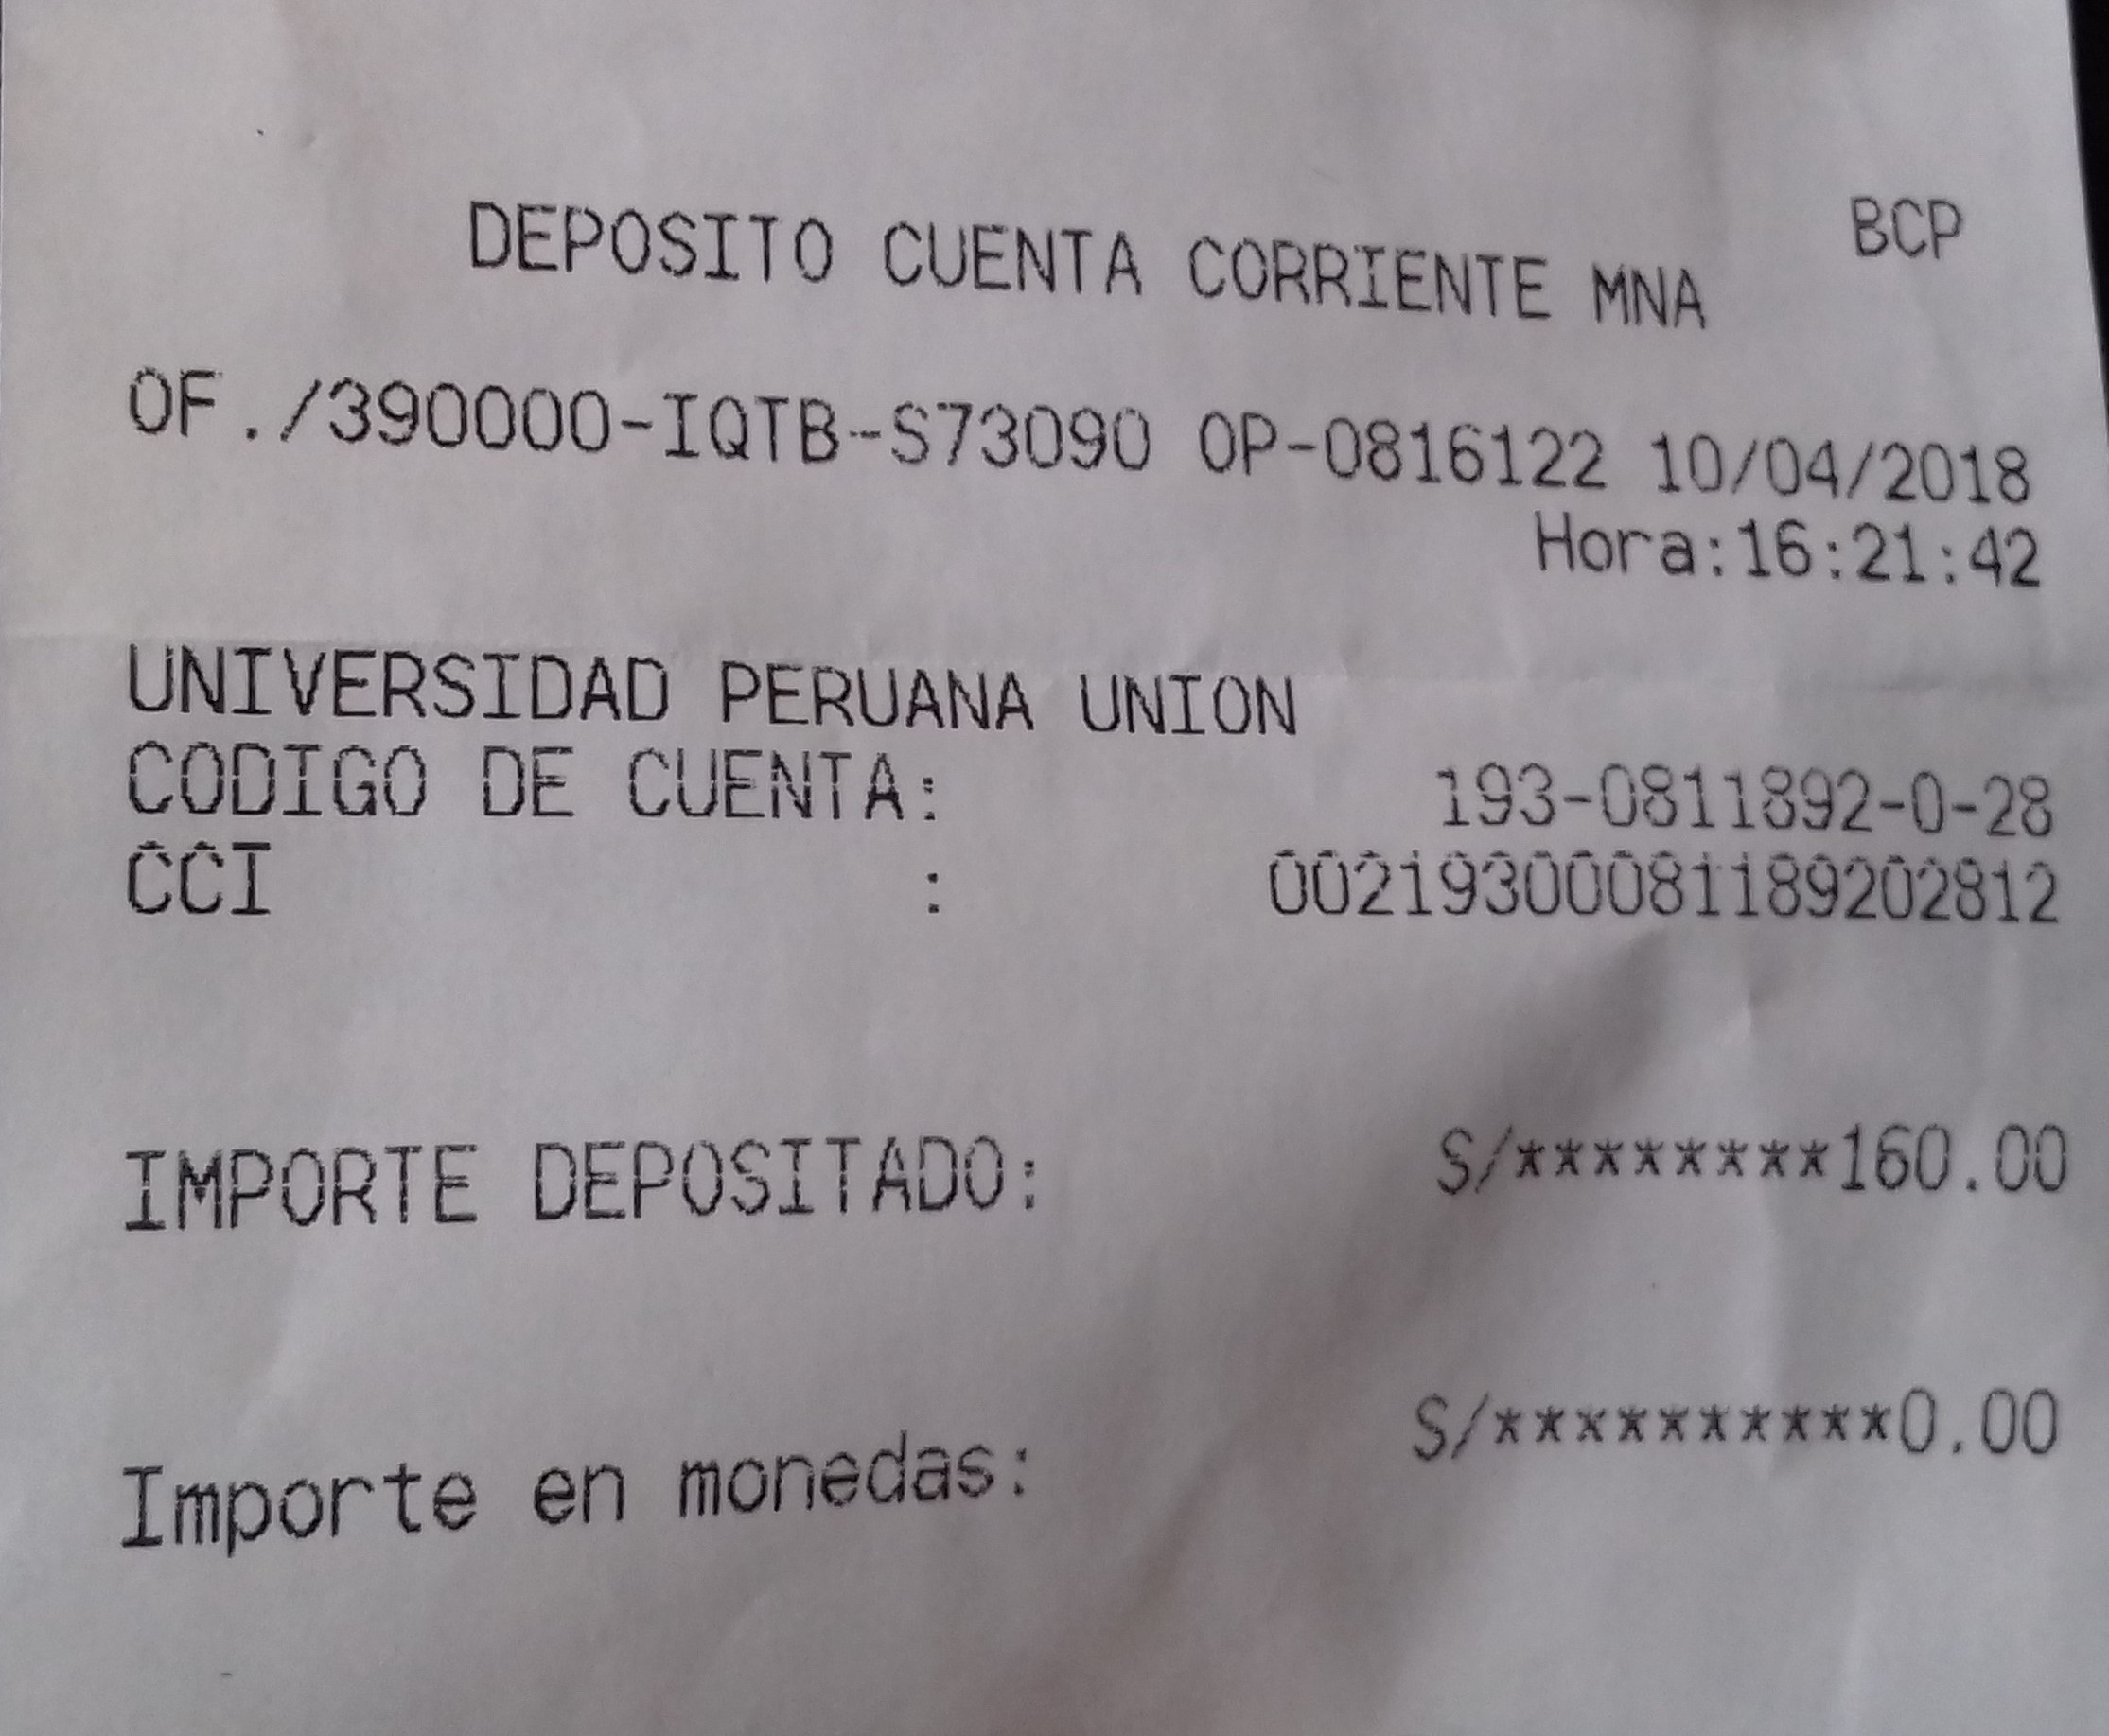 BCP
DEPOSITO CUENTA CORRIENTE MNA
OF./390000-IQTB-S73090 OP-0816122 10/04/2018
Hora:16:21:42
UNIVERSIDAD PERUANA UNION
CODIGO DE CUENTA: 193-0811892-0-28
CCI : 00219300081189202812
IMPORTE DEPOSITADO: S/********160.00
Importe en monedas: S/**********0.00